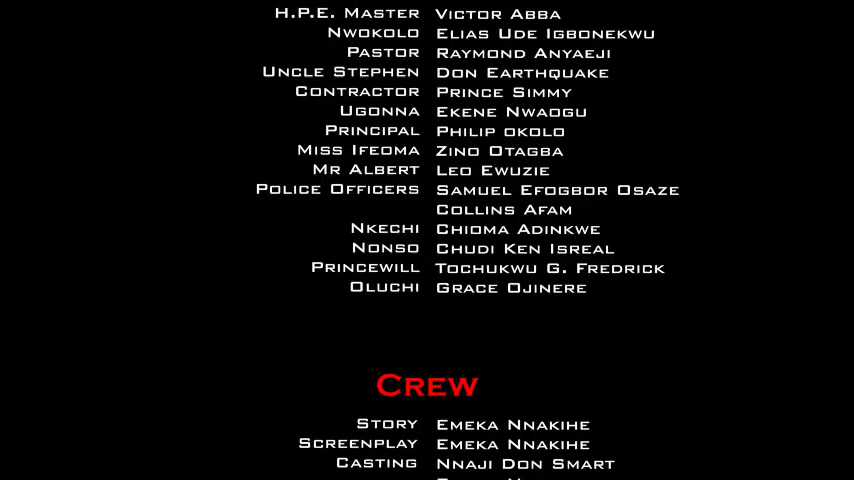 H.P.E. Master Victor Abba
Nwokolo Elias Ude Igbonekwu
Pastor Raymond Anyaeji
Uncle Stephen Don Earthquake
Contractor Prince Simmy
Ugonna Ekene Nwaogu
Principal Philip okolo
Miss Ifeoma Zino Otagba
Mr Albert Leo Ewuzie
Police Officers Samuel Efogbor Osaze
Collins Afam
Nkechi Chioma Adinkwe
Nonso Chudi Ken Isreal
Princewill Tochukwu G. Fredrick
Oluchi Grace Ojinere
Crew
Story Emeka Nnakihe
Screenplay Emeka Nnakihe
Casting Nnaji Don Smart